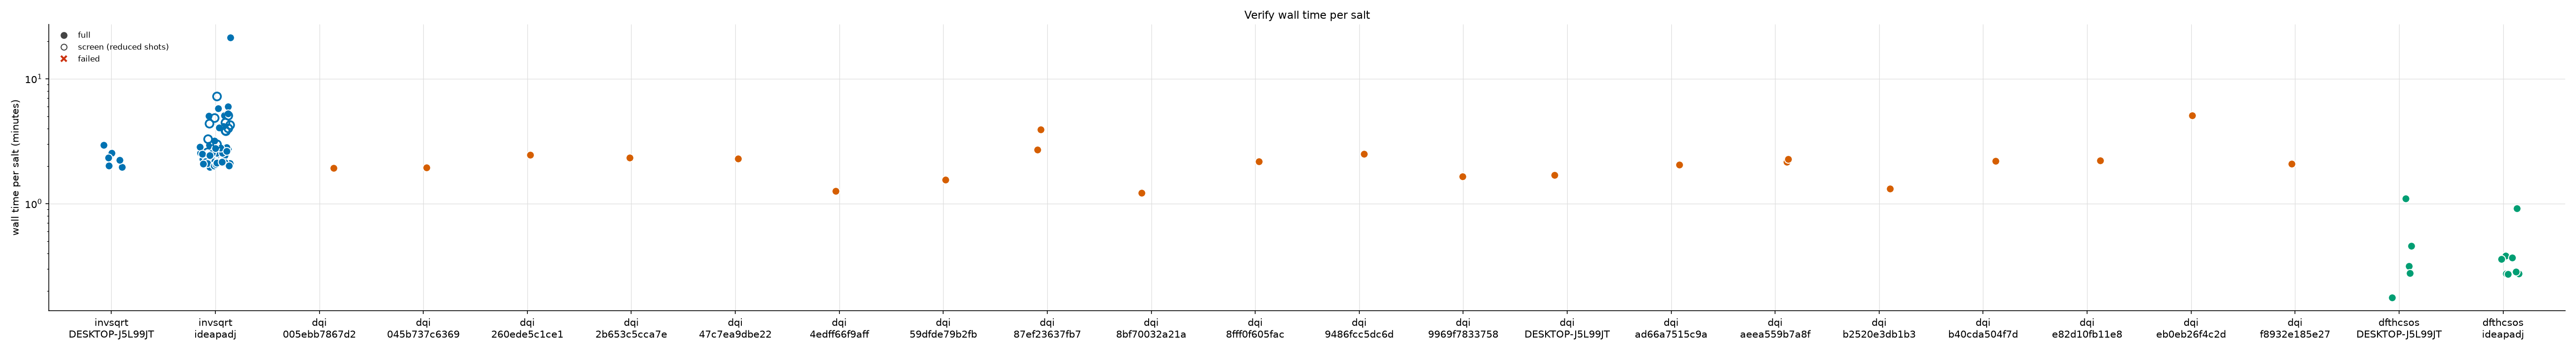 Verify wall time per salt
full
screen (reduced shots)
failed
10¹
10⁰
wall time per salt (minutes)
invsqrt
DESKTOP-J5L99JT
invsqrt
ideapadj
dqi
005ebb7867d2
dqi
045b737c6369
dqi
260ede5c1ce1
dqi
2b653c5cca7e
dqi
47c7ea9dbe22
dqi
4edff66f9aff
dqi
59dfde79b2fb
dqi
87ef23637fb7
dqi
8bf70032a21a
dqi
8fff0f605fac
dqi
9486fcc5dc6d
dqi
9969f7833758
dqi
DESKTOP-J5L99JT
dqi
ad66a7515c9a
dqi
aeea559b7a8f
dqi
b2520e3db1b3
dqi
b40cda504f7d
dqi
e82d10fb11e8
dqi
eb0eb26f4c2d
dqi
f8932e185e27
dfthcsos
DESKTOP-J5L99JT
dfthcsos
ideapadj